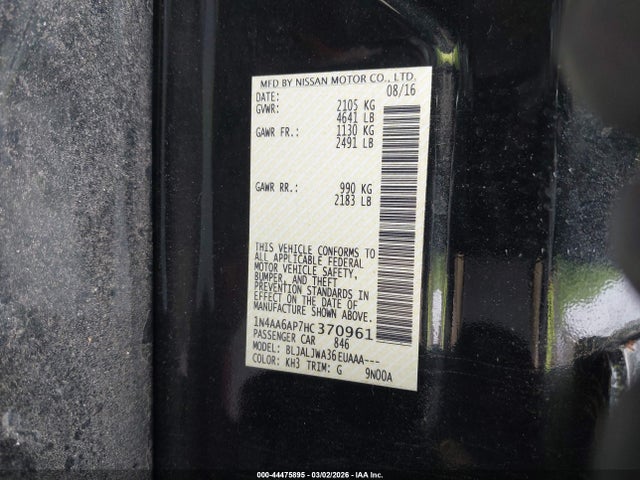 MFD BY NISSAN MOTOR CO., LTD.
DATE: 08/16
GVWR: 2105 KG
4641 LB
GAWR FR.: 1130 KG
2491 LB
GAWR RR.: 990 KG
2183 LB
THIS VEHICLE CONFORMS TO
ALL APPLICABLE FEDERAL
MOTOR VEHICLE SAFETY,
BUMPER, AND THEFT
PREVENTION STANDARDS IN
EFFECT ON THE DATE OF
MANUFACTURE SHOWN ABOVE.
1N4AA6AP7HC370961
PASSENGER CAR 846
MODEL: BLJALJWA36EUAAA---
COLOR: KH3 TRIM: G 9N00A
000-44475895 - 03/02/2026 - IAA Inc.